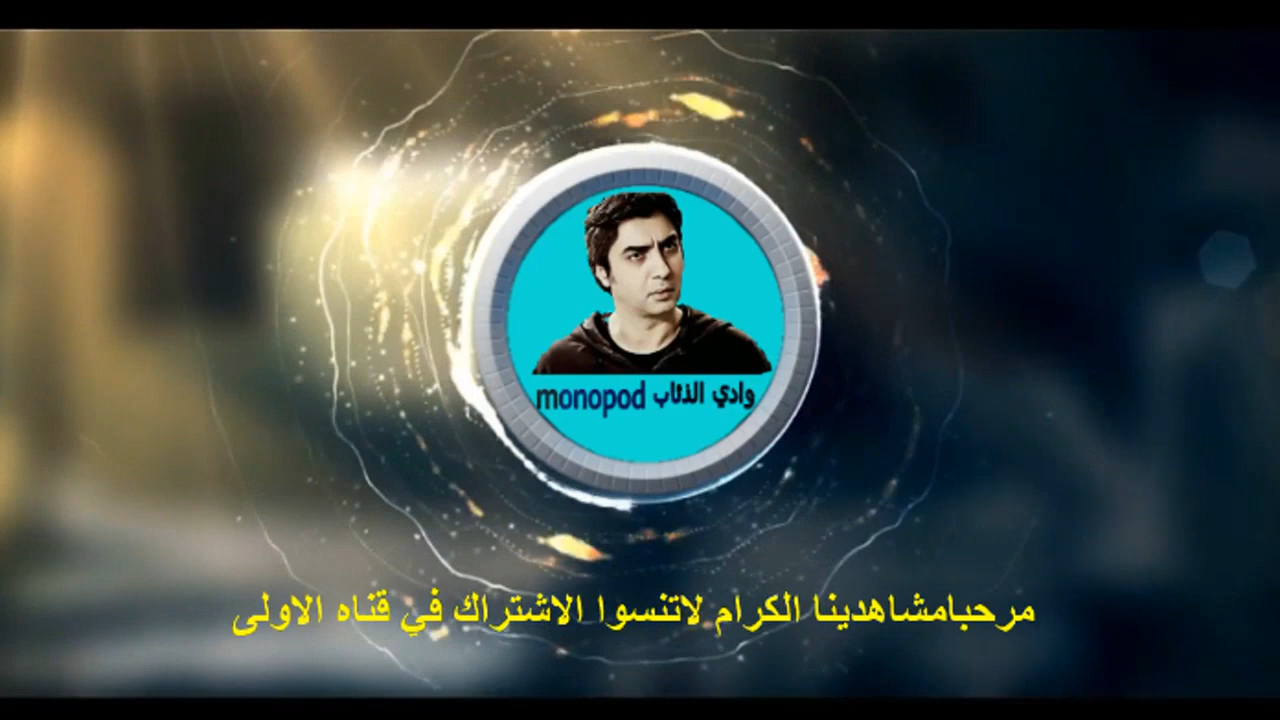 وادي الذئاب monopod
مرحبامشاهدينا الكرام لاتنسوا الاشتراك في قناه الاولى